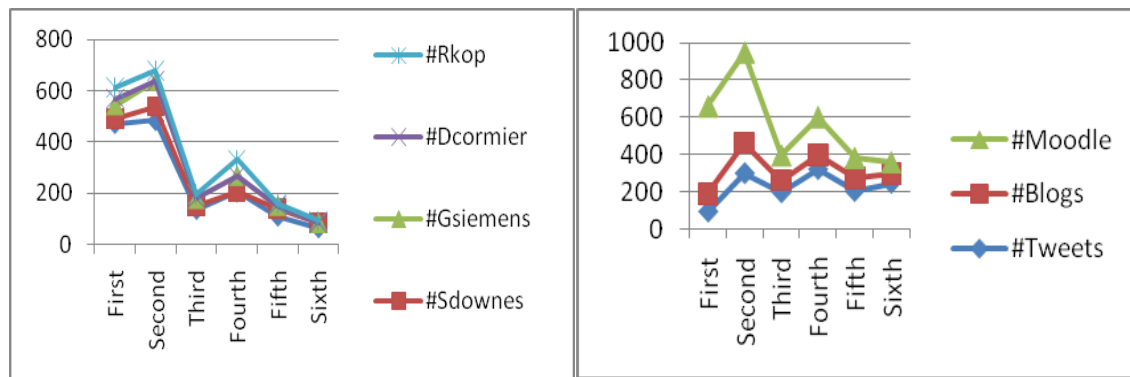 800
600
400
200
0
First
Second
Third
Fourth
Fifth
Sixth
#Rkop
#Dcormier
#Gsiemens
#Sdownes
1000
800
600
400
200
0
First
Second
Third
Fourth
Fifth
Sixth
#Moodle
#Blogs
#Tweets